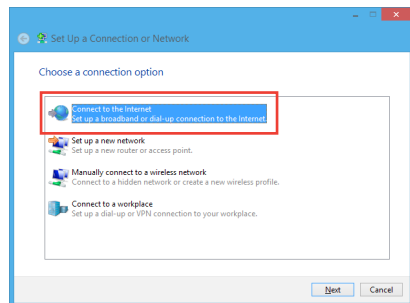 Set Up a Connection or Network
Choose a connection option
Connect to the Internet
Set up a broadband or dial-up connection to the Internet.
Set up a new network
Set up a new router or access point.
Manually connect to a wireless network
Connect to a hidden network or create a new wireless profile.
Connect to a workplace
Set up a dial-up or VPN connection to your workplace.
Next Cancel